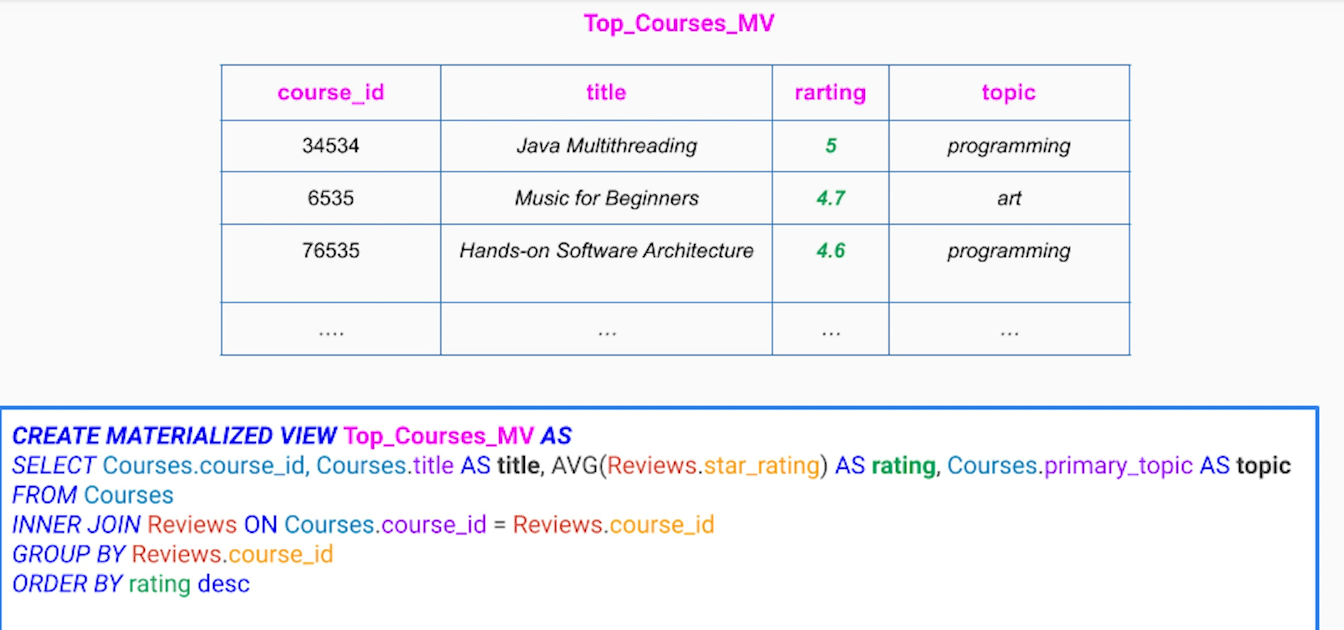 Top_Courses_MV
course_id title rarting topic
34534 Java Multithreading 5 programming
6535 Music for Beginners 4.7 art
76535 Hands-on Software Architecture 4.6 programming
.... ... ... ...
CREATE MATERIALIZED VIEW Top_Courses_MV AS
SELECT Courses.course_id, Courses.title AS title, AVG(Reviews.star_rating) AS rating, Courses.primary_topic AS topic
FROM Courses
INNER JOIN Reviews ON Courses.course_id = Reviews.course_id
GROUP BY Reviews.course_id
ORDER BY rating desc